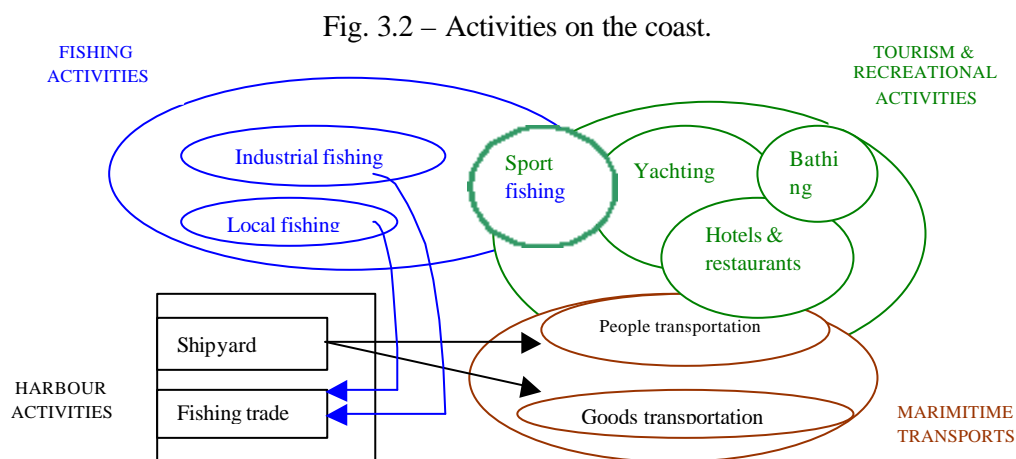 Fig. 3.2 – Activities on the coast.
FISHING
ACTIVITIES
TOURISM &
RECREATIONAL
ACTIVITIES
Industrial fishing
Local fishing
Sport
fishing
Yachting
Bathi
ng
Hotels &
restaurants
People transportation
Shipyard
Fishing trade
HARBOUR
ACTIVITIES
Goods transportation
MARIMITIME
TRANSPORTS